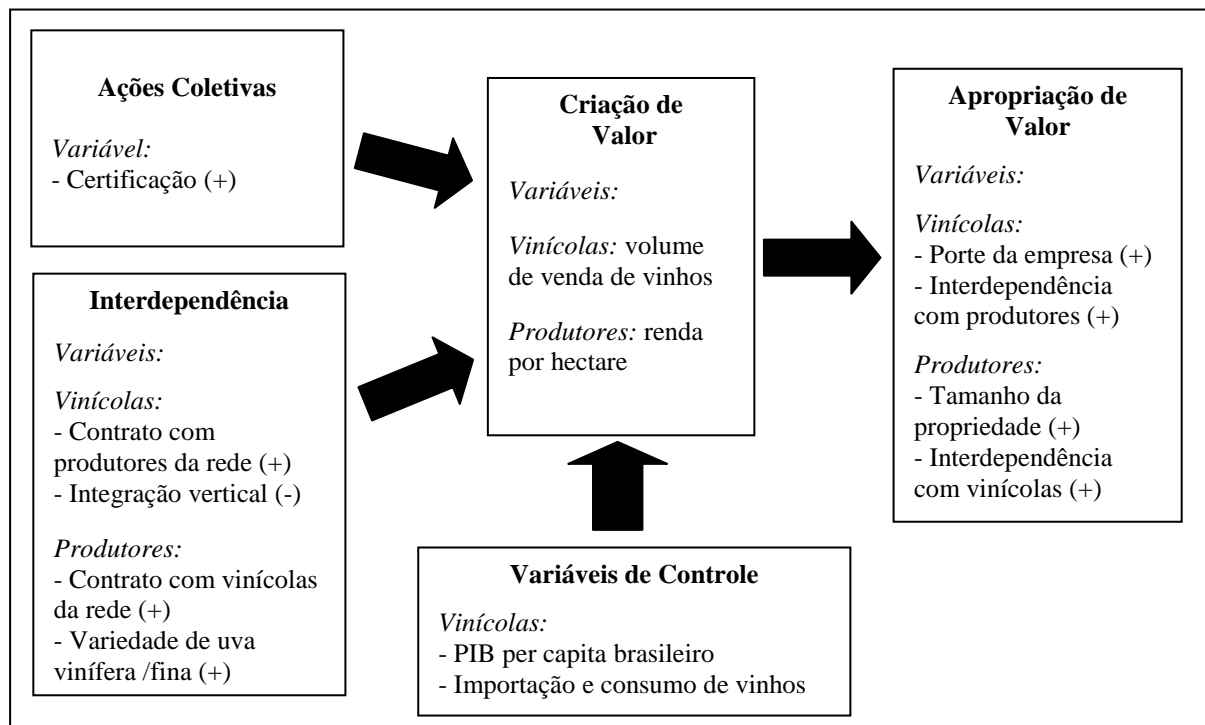 Ações Coletivas
Variável:
- Certificação (+)
Interdependência
Variáveis:
Vinícolas:
- Contrato com
produtores da rede (+)
- Integração vertical (-)
Produtores:
- Contrato com vinícolas
da rede (+)
- Variedade de uva
vinífera /fina (+)
Criação de
Valor
Variáveis:
Vinícolas: volume
de venda de vinhos
Produtores: renda
por hectare
Variáveis de Controle
Vinícolas:
- PIB per capita brasileiro
- Importação e consumo de vinhos
Apropriação de
Valor
Variáveis:
Vinícolas:
- Porte da empresa (+)
- Interdependência
com produtores (+)
Produtores:
- Tamanho da
propriedade (+)
- Interdependência
com vinícolas (+)